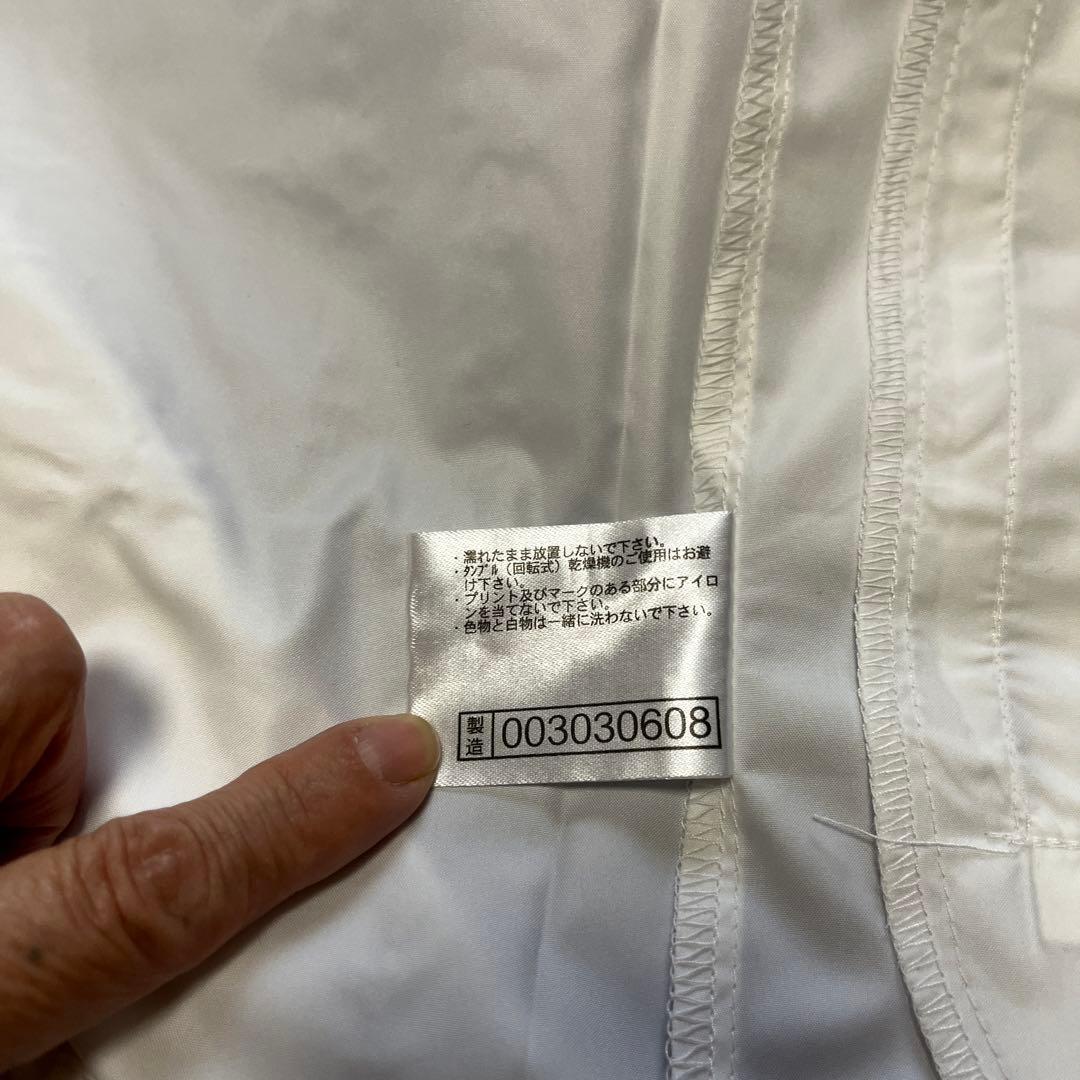 ・濡れたまま放置しないで下さい。
・ﾀﾝﾌﾞﾙ（回転式）乾燥機のご使用はお避
け下さい。
・プリント及びマークのある部分にアイロ
ンを当てないで下さい。
・色物と白物は一緒に洗わないで下さい。
製造 003030608